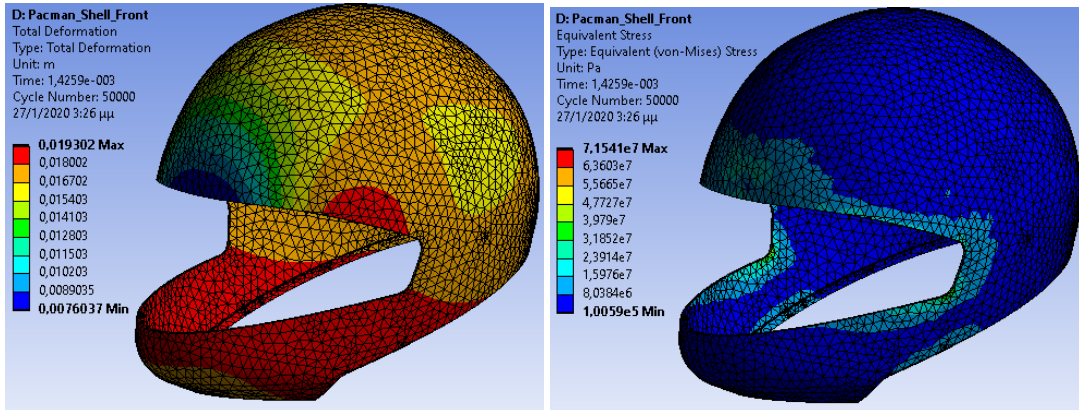 D: Pacman_Shell_Front
Total Deformation
Type: Total Deformation
Unit: m
Time: 1,4259e-003
Cycle Number: 50000
27/1/2020 3:26 μμ
0,019302 Max
0,018002
0,016702
0,015403
0,014103
0,012803
0,011503
0,010203
0,0089035
0,0076037 Min
D: Pacman_Shell_Front
Equivalent Stress
Type: Equivalent (von-Mises) Stress
Unit: Pa
Time: 1,4259e-003
Cycle Number: 50000
27/1/2020 3:26 μμ
7,1541e7 Max
6,3603e7
5,5665e7
4,7727e7
3,979e7
3,1852e7
2,3914e7
1,5976e7
8,0384e6
1,0059e5 Min